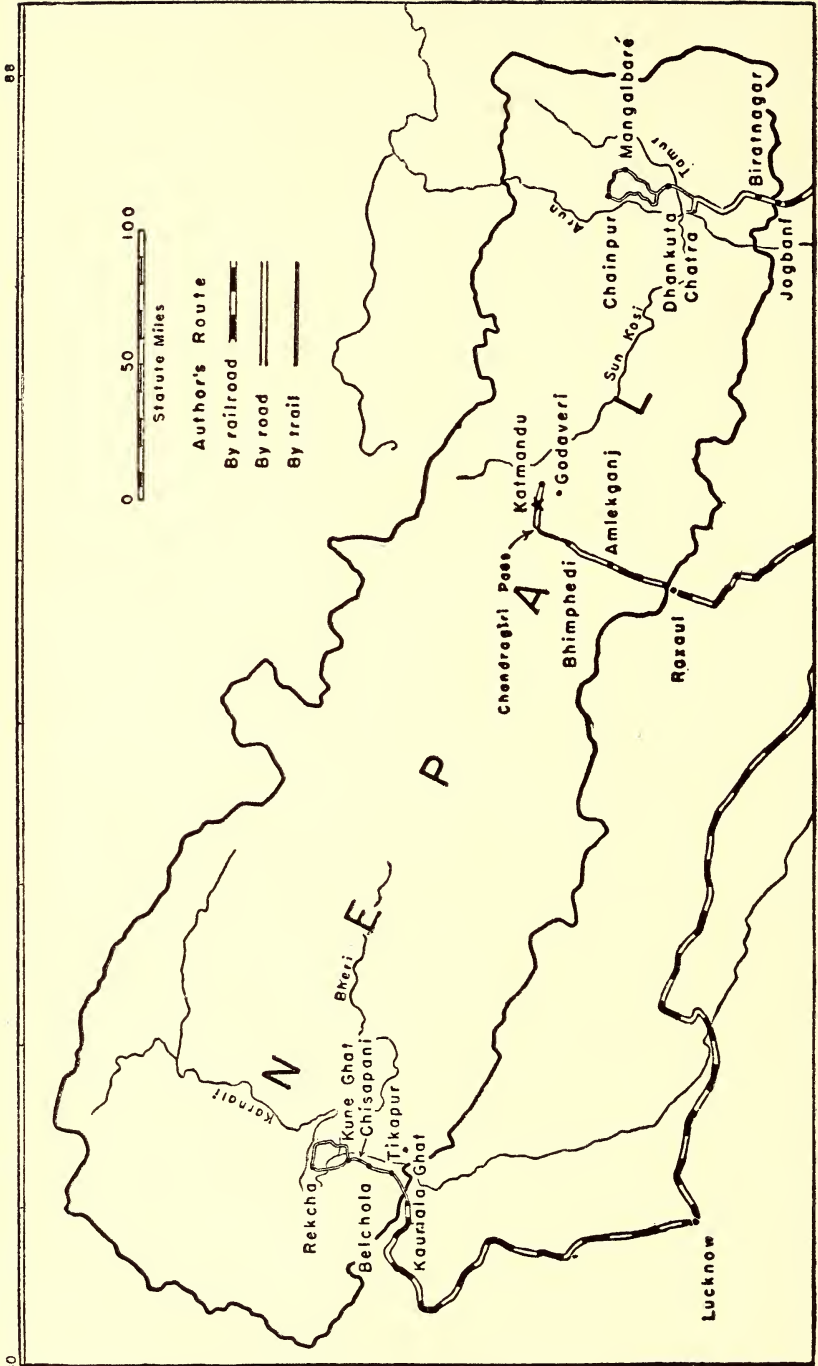 88
0
0 50 100
Statute Miles
Author's Route
By railroad
By road
By trail
N E P A L
Karnali
Bheri
Rekcha
Kune Ghat
Chisapani
Tikapur
Belchala
Kauriala Ghat
Lucknow
Chandragiri Pass
Katmandu
Godaveri
Bhimphedi
Amlekganj
Raxaul
Sun Kosi
Arun
Tamur
Chainpur
Mangalbaré
Dhankuta
Chatra
Biratnagar
Jogbani